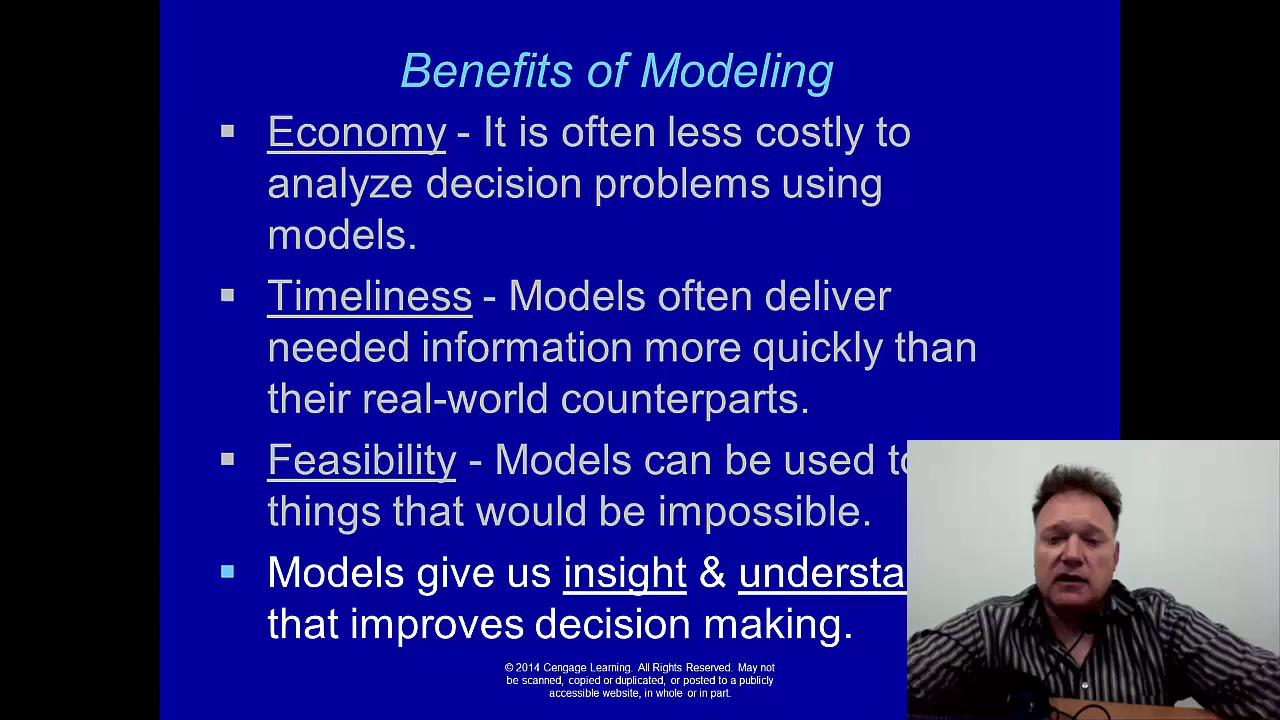 Benefits of Modeling
▪ Economy - It is often less costly to
analyze decision problems using
models.
▪ Timeliness - Models often deliver
needed information more quickly than
their real-world counterparts.
▪ Feasibility - Models can be used
things that would be impossible.
▪ Models give us insight &
that improves decision making.
© 2014 Cengage Learning. All Rights Reserved. May not
be scanned, copied or duplicated, or posted to a publicly
accessible website, in whole or in part.